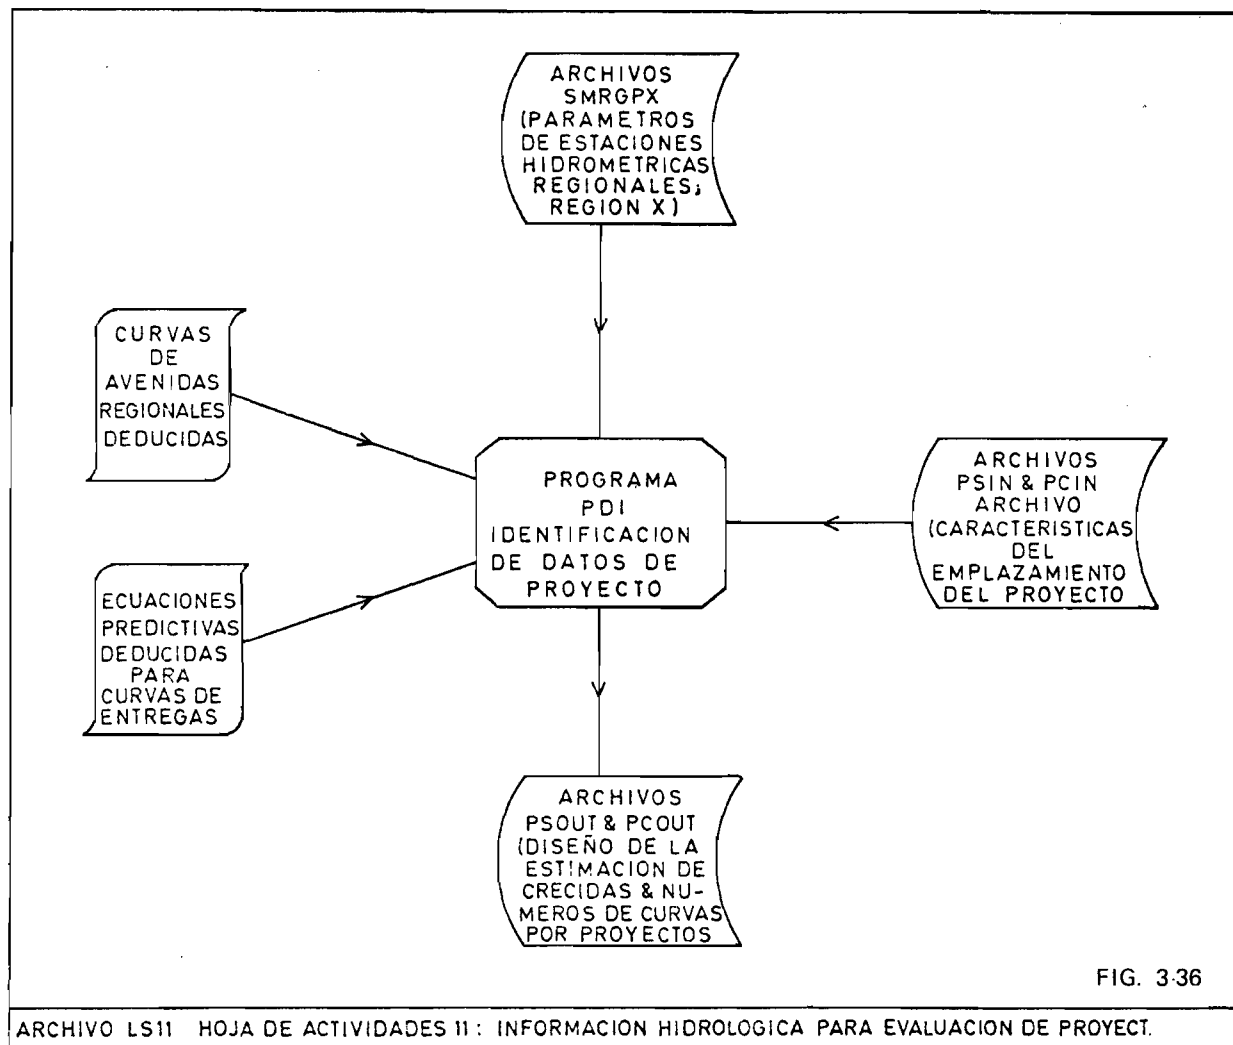 ARCHIVOS
SMRGPX
(PARAMETROS
DE ESTACIONES
HIDROMETRICAS
REGIONALES;
REGION X)
CURVAS
DE
AVENIDAS
REGIONALES
DEDUCIDAS
PROGRAMA
PDI
IDENTIFICACION
DE DATOS DE
PROYECTO
ARCHIVOS
PSIN & PCIN
ARCHIVO
(CARACTERISTICAS
DEL
EMPLAZAMIENTO
DEL PROYECTO
ECUACIONES
PREDICTIVAS
DEDUCIDAS
PARA
CURVAS DE
ENTREGAS
ARCHIVOS
PSOUT & PCOUT
(DISEÑO DE LA
ESTIMACION DE
CRECIDAS & NU-
MEROS DE CURVAS
POR PROYECTOS
FIG. 3-36
ARCHIVO LS11 HOJA DE ACTIVIDADES 11 : INFORMACION HIDROLOGICA PARA EVALUACION DE PROYECT.